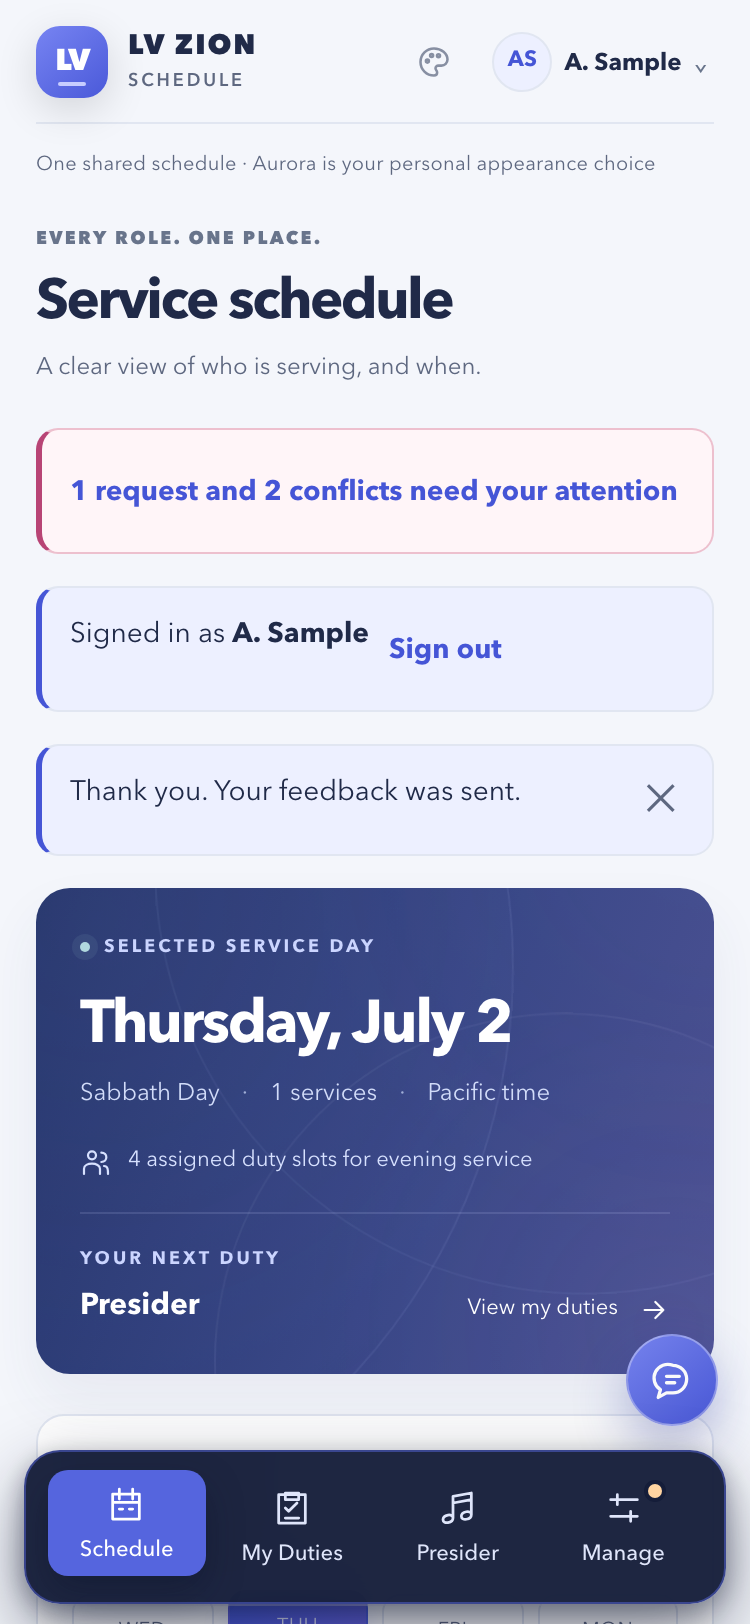 LV
LV ZION
SCHEDULE
AS
A. Sample
One shared schedule · Aurora is your personal appearance choice
EVERY ROLE. ONE PLACE.
Service schedule
A clear view of who is serving, and when.
1 request and 2 conflicts need your attention
Signed in as A. Sample
Sign out
Thank you. Your feedback was sent.
SELECTED SERVICE DAY
Thursday, July 2
Sabbath Day · 1 services · Pacific time
4 assigned duty slots for evening service
YOUR NEXT DUTY
Presider
View my duties
Schedule
My Duties
Presider
Manage
WED
THU
FRI
MON